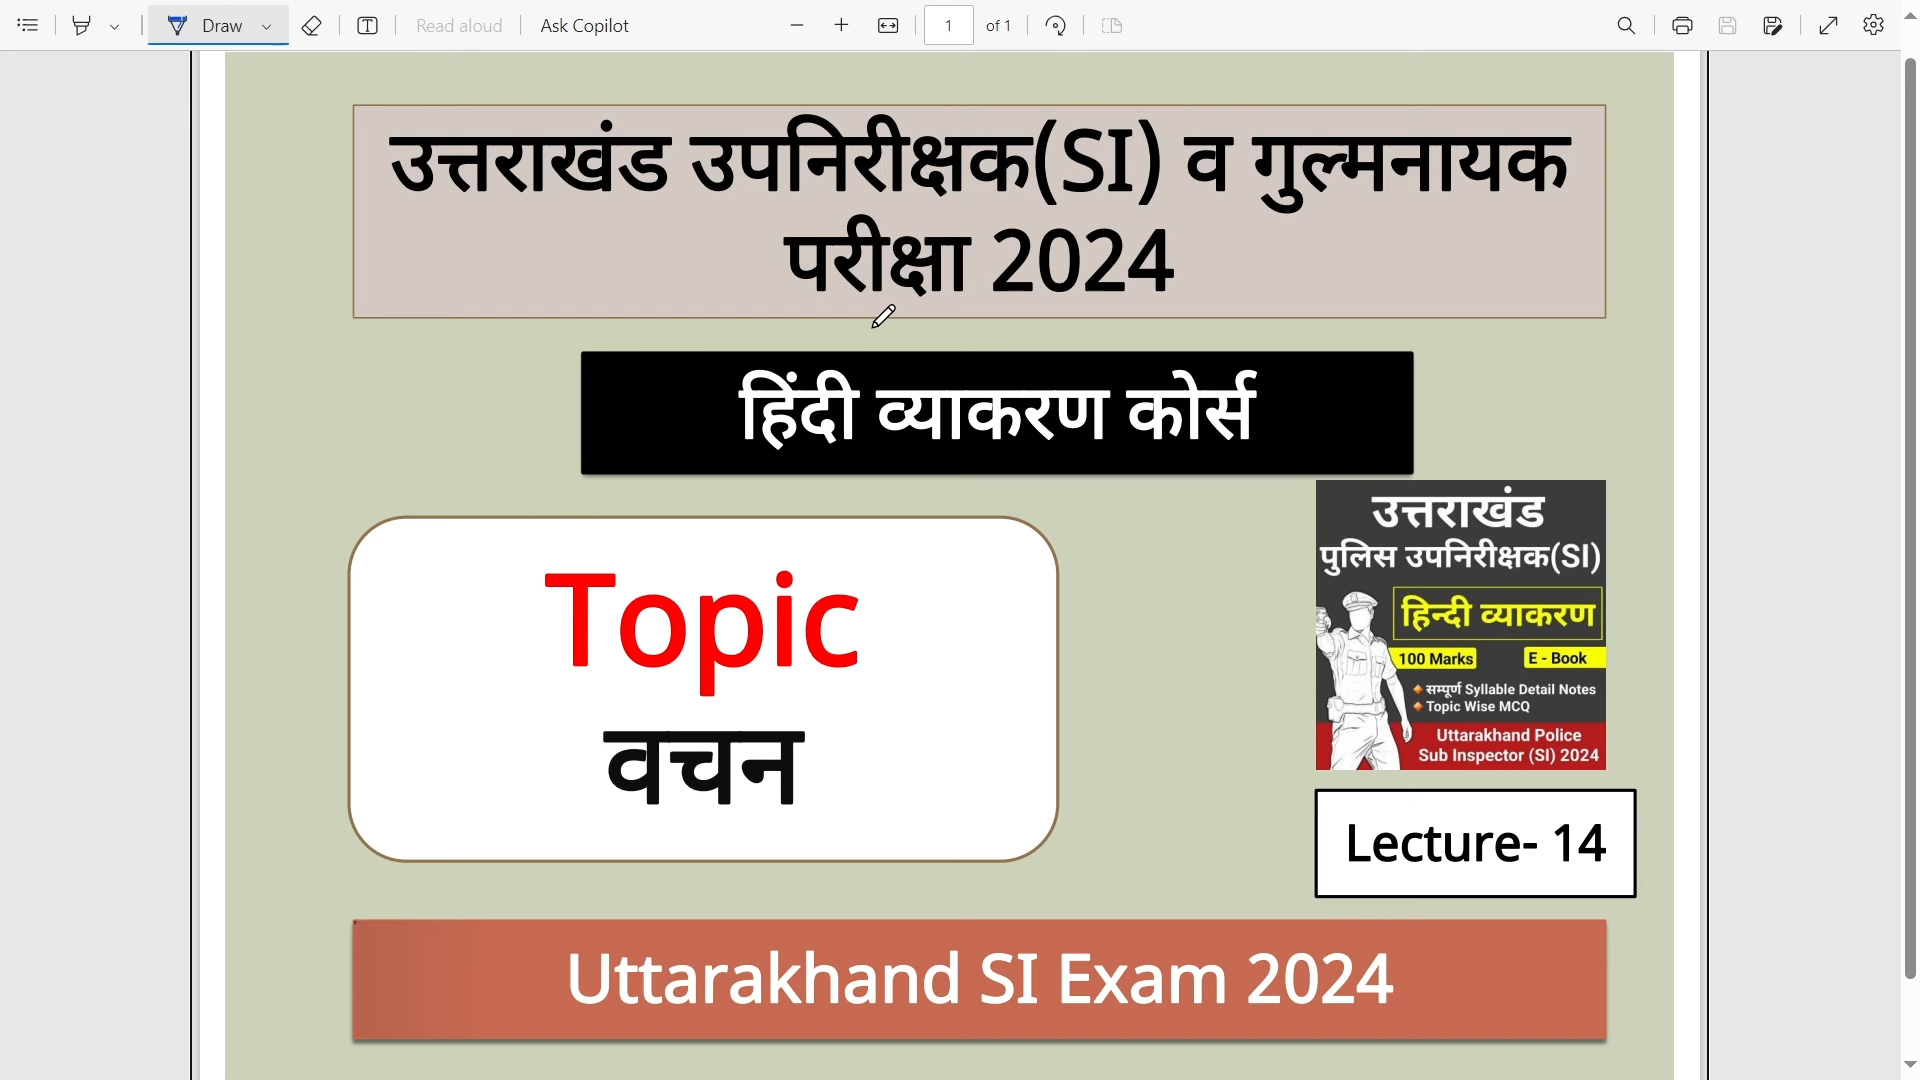 Draw
Read aloud
Ask Copilot
1
of 1
उत्तराखंड उपनिरीक्षक(SI) व गुल्मनायक
परीक्षा 2024
हिंदी व्याकरण कोर्स
Topic
वचन
उत्तराखंड
पुलिस उपनिरीक्षक(SI)
हिन्दी व्याकरण
100 Marks
E - Book
सम्पूर्ण Syllable Detail Notes
Topic Wise MCQ
Uttarakhand Police
Sub Inspector (SI) 2024
Lecture- 14
Uttarakhand SI Exam 2024